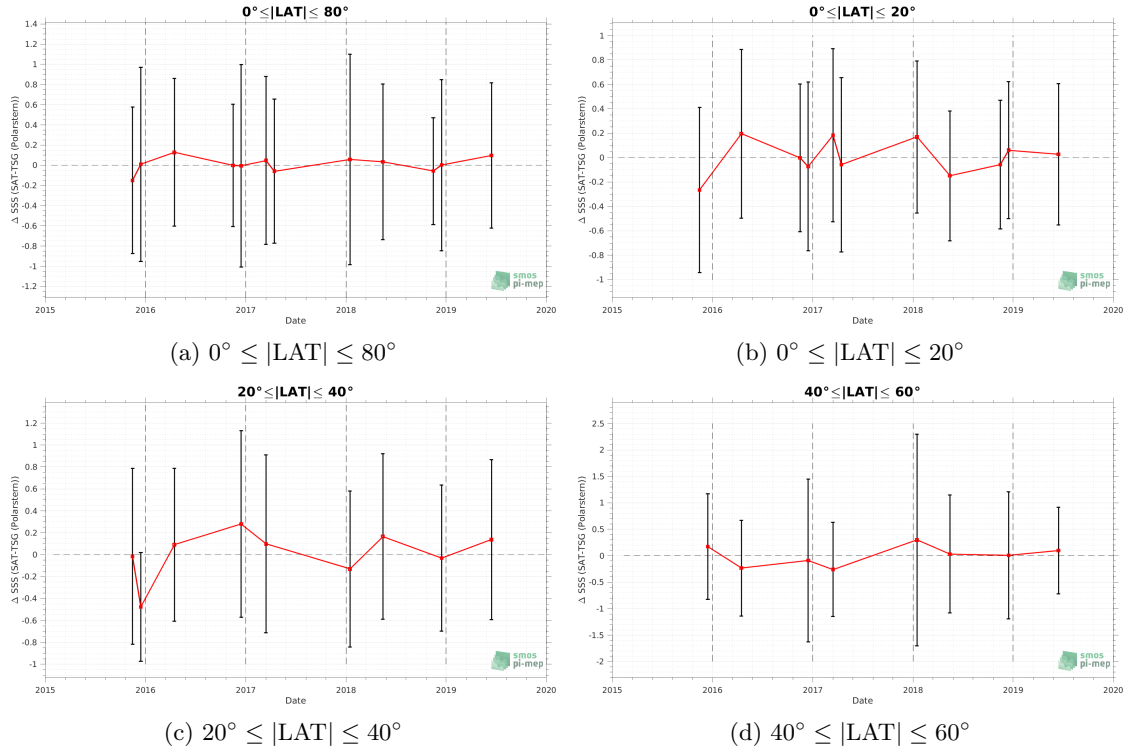 0°≤|LAT|≤ 80°
Δ SSS (SAT-TSG (Polarstern))
1.4
1.2
1
0.8
0.6
0.4
0.2
0
-0.2
-0.4
-0.6
-0.8
-1
-1.2
2015 2016 2017 2018 2019 2020
Date
smos
pi-mep
(a) 0° ≤ |LAT| ≤ 80°
0°≤|LAT|≤ 20°
Δ SSS (SAT-TSG (Polarstern))
1
0.8
0.6
0.4
0.2
0
-0.2
-0.4
-0.6
-0.8
-1
2015 2016 2017 2018 2019 2020
Date
smos
pi-mep
(b) 0° ≤ |LAT| ≤ 20°
20°≤|LAT|≤ 40°
Δ SSS (SAT-TSG (Polarstern))
1.2
1
0.8
0.6
0.4
0.2
0
-0.2
-0.4
-0.6
-0.8
-1
2015 2016 2017 2018 2019 2020
Date
smos
pi-mep
(c) 20° ≤ |LAT| ≤ 40°
40°≤|LAT|≤ 60°
Δ SSS (SAT-TSG (Polarstern))
2.5
2
1.5
1
0.5
0
-0.5
-1
-1.5
-2
2015 2016 2017 2018 2019 2020
Date
smos
pi-mep
(d) 40° ≤ |LAT| ≤ 60°